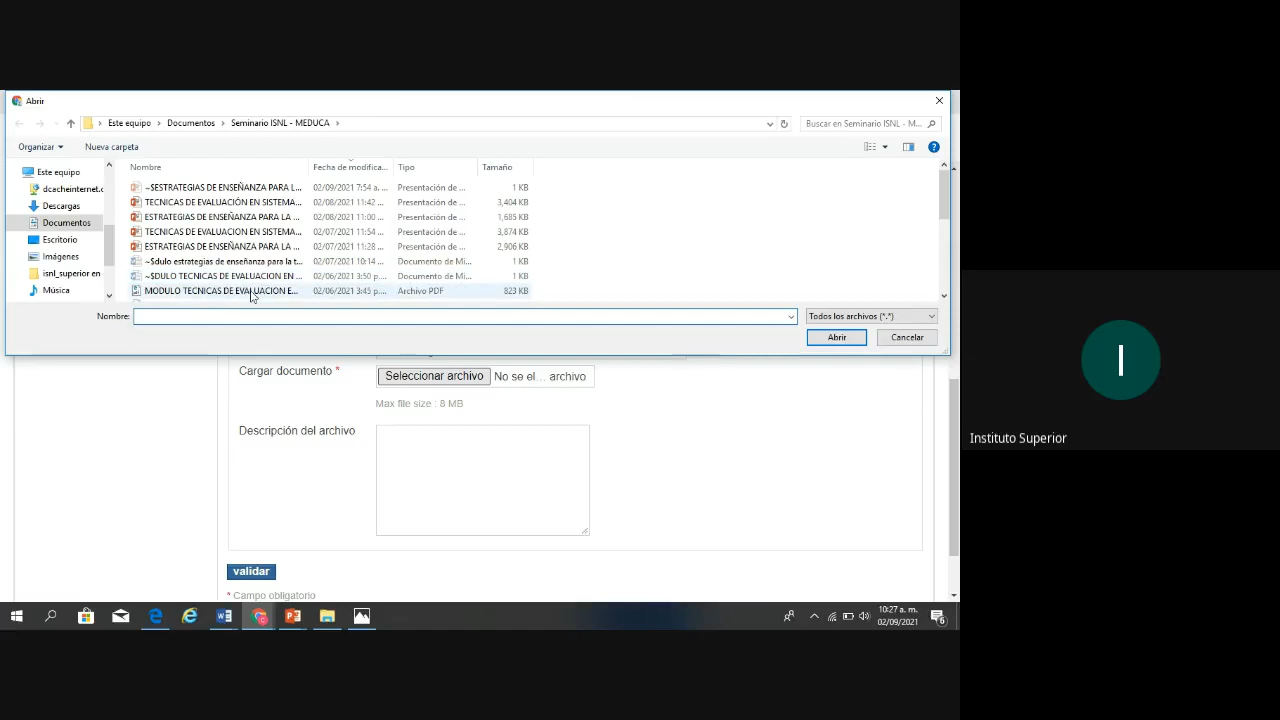 Abrir
Este equipo > Documentos > Seminario ISNL - MEDUCA >
Buscar en Seminario ISNL - M...
Organizar
Nueva carpeta
Este equipo
dcacheinternet.c
Descargas
Documentos
Escritorio
Imágenes
isnl_superior en
Música
Nombre Fecha de modifica... Tipo Tamaño
~$ESTRATEGIAS DE ENSEÑANZA PARA L... 02/09/2021 7:54 a. ... Presentación de ... 1 KB
TECNICAS DE EVALUACIÓN EN SISTEMA... 02/08/2021 11:42 ... Presentación de ... 3,404 KB
ESTRATEGIAS DE ENSEÑANZA PARA LA ... 02/08/2021 11:00 ... Presentación de ... 1,685 KB
TECNICAS DE EVALUACIÓN EN SISTEMA... 02/07/2021 11:54 ... Presentación de ... 3,874 KB
ESTRATEGIAS DE ENSEÑANZA PARA LA ... 02/07/2021 11:28 ... Presentación de ... 2,906 KB
~$dulo estrategias de enseñanza para la t... 02/07/2021 10:14 ... Documento de Mi... 1 KB
~$DULO TECNICAS DE EVALUACION EN ... 02/06/2021 3:50 p.... Documento de Mi... 1 KB
MODULO TECNICAS DE EVALUACION E... 02/06/2021 3:45 p.... Archivo PDF 823 KB
Nombre:
Todos los archivos (*.*)
Abrir
Cancelar
Cargar documento *
Seleccionar archivo
No se el... archivo
Max file size : 8 MB
Descripción del archivo
validar
* Campo obligatorio
10:27 a. m.
02/09/2021
6
I
Instituto Superior